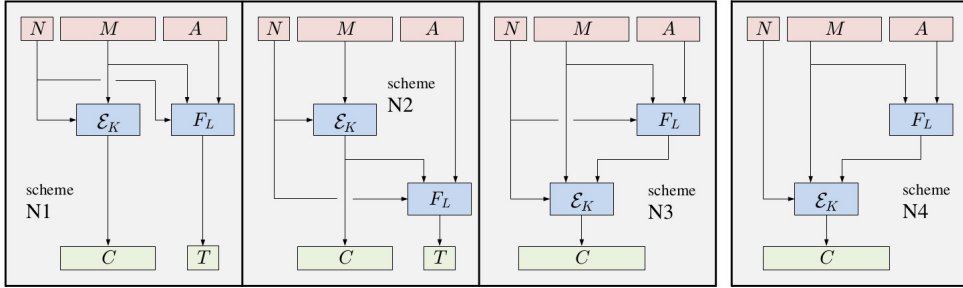 N M A
E_K F_L
scheme
N1
C T
N M A
scheme
N2
E_K
F_L
C T
N M A
F_L
E_K
scheme
N3
C
N M A
F_L
E_K
scheme
N4
C